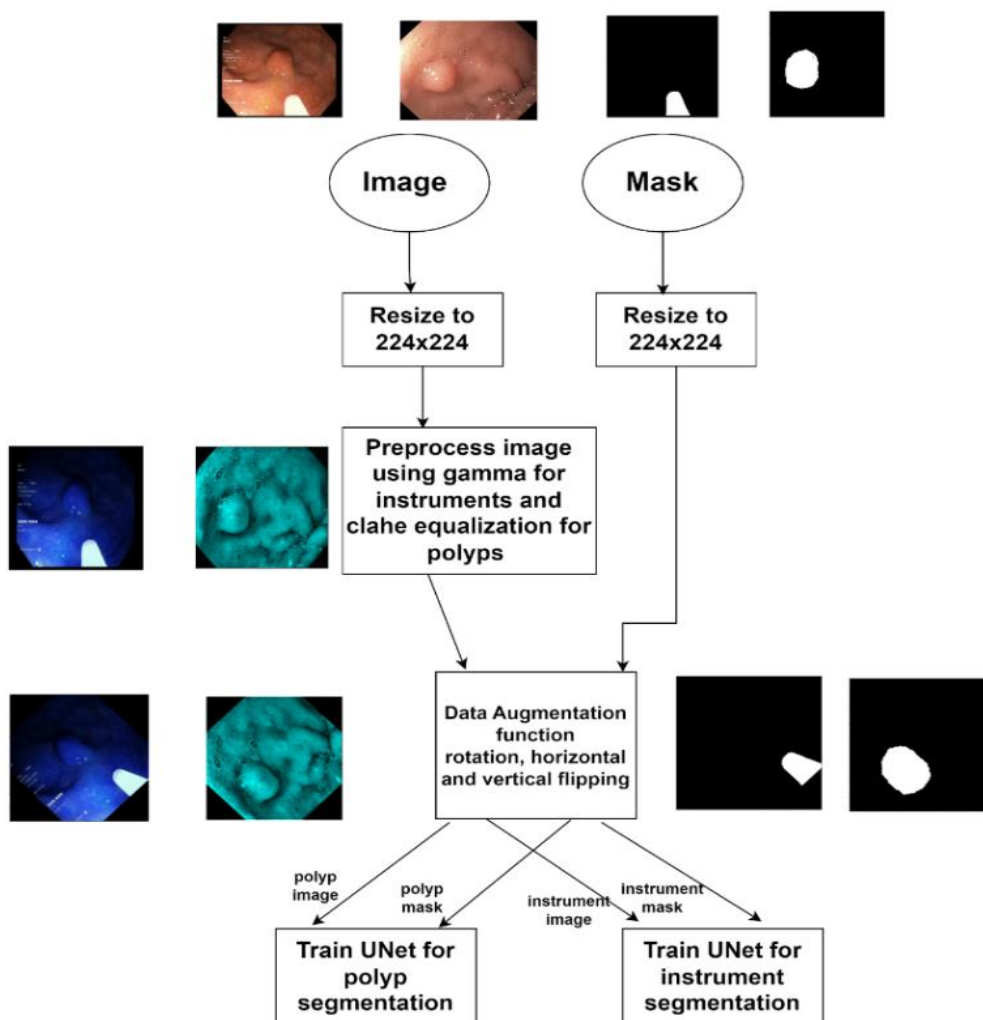 Image
Mask
Resize to
224x224
Resize to
224x224
Preprocess image
using gamma for
instruments and
clahe equalization for
polyps
Data Augmentation
function
rotation, horizontal
and vertical flipping
polyp
image
polyp
mask
instrument
image
instrument
mask
Train UNet for
polyp
segmentation
Train UNet for
instrument
segmentation